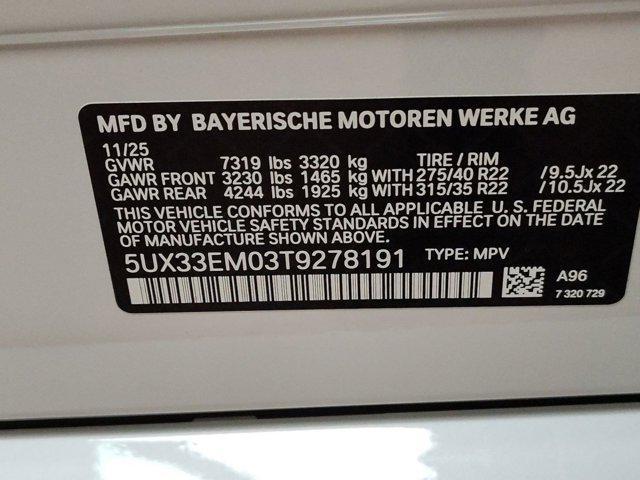 MFD BY BAYERISCHE MOTOREN WERKE AG
11/25
GVWR 7319 lbs 3320 kg TIRE / RIM
GAWR FRONT 3230 lbs 1465 kg WITH 275/40 R22 /9.5Jx 22
GAWR REAR 4244 lbs 1925 kg WITH 315/35 R22 /10.5Jx 22
THIS VEHICLE CONFORMS TO ALL APPLICABLE U. S. FEDERAL
MOTOR VEHICLE SAFETY STANDARDS IN EFFECT ON THE DATE
OF MANUFACTURE SHOWN ABOVE.
5UX33EM03T9278191 TYPE: MPV
A96
7 320 729